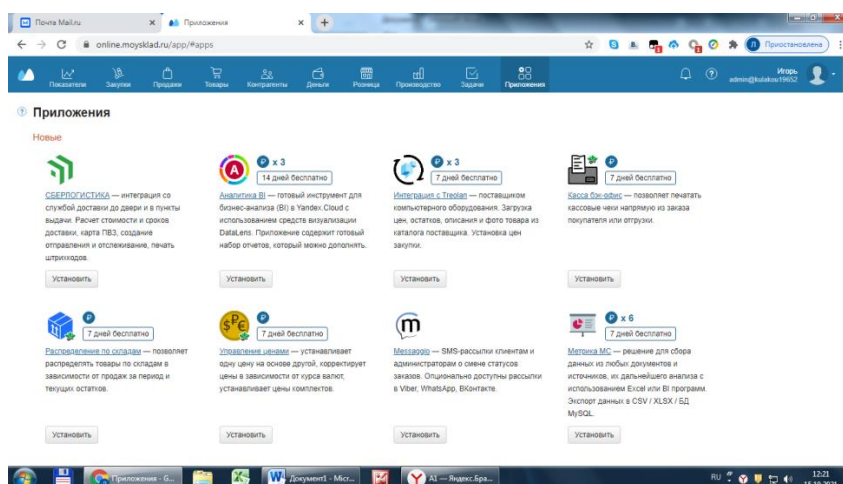 Почта Mail.ru
Приложения
online.moysklad.ru/app/#apps
Приостановлена
Показатели Закупки Продажи Товары Контрагенты Деньги Розница Производство Задачи Приложения
Игорь
admin@kulakou19652
Приложения
Новые
СБЕРЛОГИСТИКА — интеграция со
службой доставки до двери и в пункты
выдачи. Расчет стоимости и сроков
доставки, карта ПВЗ, создание
отправления и отслеживание, печать
штрихкодов.
Установить
x 3
14 дней бесплатно
Аналитика BI — готовый инструмент для
бизнес-анализа (BI) в Yandex.Cloud с
использованием средств визуализации
DataLens. Приложение содержит готовый
набор отчетов, который можно дополнять.
Установить
x 3
7 дней бесплатно
Интеграция с Treolan — поставщиком
компьютерного оборудования. Загрузка
цен, остатков, описания и фото товара из
каталога поставщика. Установка цен
закупки.
Установить
7 дней бесплатно
Касса бэк-офис — позволяет печатать
кассовые чеки напрямую из заказа
покупателя или отгрузки.
Установить
7 дней бесплатно
Распределение по складам — позволяет
распределять товары по складам в
зависимости от продаж за период и
текущих остатков.
Установить
7 дней бесплатно
Управление ценами — устанавливает
одну цену на основе другой, корректирует
цены в зависимости от курса валют,
устанавливает цены комплектов.
Установить
Messaggio — SMS-рассылки клиентам и
администраторам о смене статусов
заказов. Опционально доступны рассылки
в Viber, WhatsApp, ВКонтакте.
Установить
x 6
7 дней бесплатно
Метрика МС — решение для сбора
данных из любых документов и
источников, их дальнейшего анализа с
использованием Excel или BI программ.
Экспорт данных в CSV / XLSX / БД
MySQL.
Установить
Приложения - G...
Документ1 - Micr...
A1 — Яндекс.Бра...
RU
12:21
15.10.2021